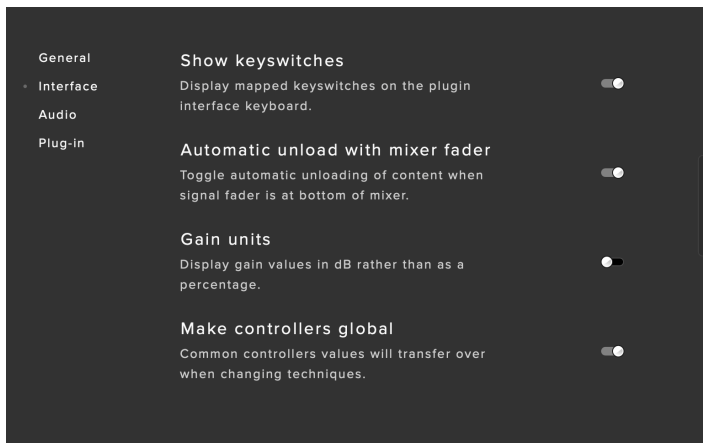 General
Interface
Audio
Plug-in
Show keyswitches
Display mapped keyswitches on the plugin
interface keyboard.
Automatic unload with mixer fader
Toggle automatic unloading of content when
signal fader is at bottom of mixer.
Gain units
Display gain values in dB rather than as a
percentage.
Make controllers global
Common controllers values will transfer over
when changing techniques.